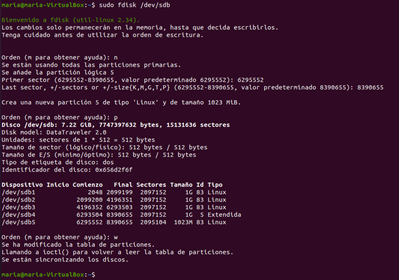 maria@maria-VirtualBox:~$ sudo fdisk /dev/sdb
Bienvenido a fdisk (util-linux 2.34).
Los cambios solo permanecerán en la memoria, hasta que decida escribirlos.
Tenga cuidado antes de utilizar la orden de escritura.
Orden (m para obtener ayuda): n
Se están usando todas las particiones primarias.
Se añade la partición lógica 5
Primer sector (6295552-8390655, valor predeterminado 6295552): 6295552
Last sector, +/-sectors or +/-size{K,M,G,T,P} (6295552-8390655, valor predeterminado 8390655): 8390655
Crea una nueva partición 5 de tipo 'Linux' y de tamaño 1023 MiB.
Orden (m para obtener ayuda): p
Disco /dev/sdb: 7.22 GiB, 7747397632 bytes, 15131636 sectores
Disk model: DataTraveler 2.0
Unidades: sectores de 1 * 512 = 512 bytes
Tamaño de sector (lógico/físico): 512 bytes / 512 bytes
Tamaño de E/S (mínimo/óptimo): 512 bytes / 512 bytes
Tipo de etiqueta de disco: dos
Identificador del disco: 0x656d2f6f
Dispositivo Inicio Comienzo Final Sectores Tamaño Id Tipo
/dev/sdb1 2048 2099199 2097152 1G 83 Linux
/dev/sdb2 2099200 4196351 2097152 1G 83 Linux
/dev/sdb3 4196352 6293503 2097152 1G 83 Linux
/dev/sdb4 6293504 8390655 2097152 1G 5 Extendida
/dev/sdb5 6295552 8390655 2095104 1023M 83 Linux
Orden (m para obtener ayuda): w
Se ha modificado la tabla de particiones.
Llamando a ioctl() para volver a leer la tabla de particiones.
Se están sincronizando los discos.
maria@maria-VirtualBox:~$